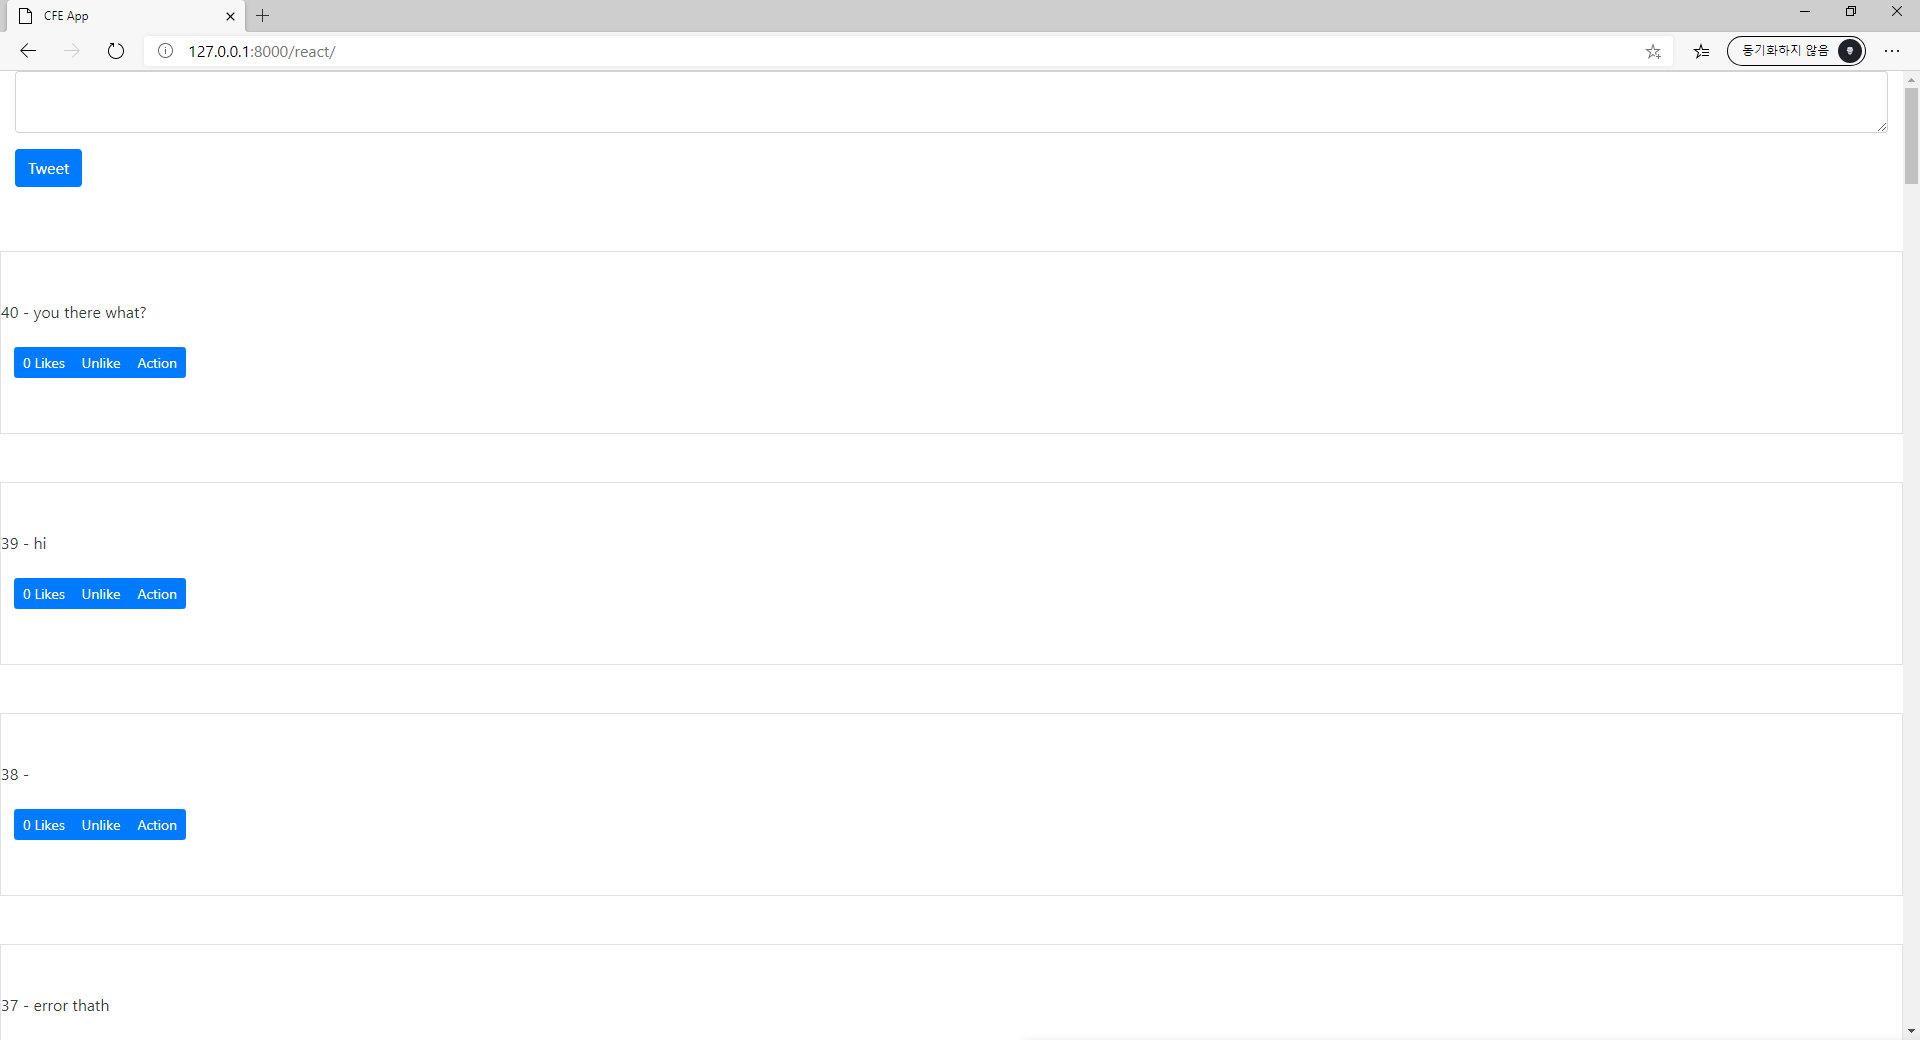 CFE App
127.0.0.1:8000/react/
동기화하지 않음
Tweet
40 - you there what?
0 Likes Unlike Action
39 - hi
0 Likes Unlike Action
38 -
0 Likes Unlike Action
37 - error thath